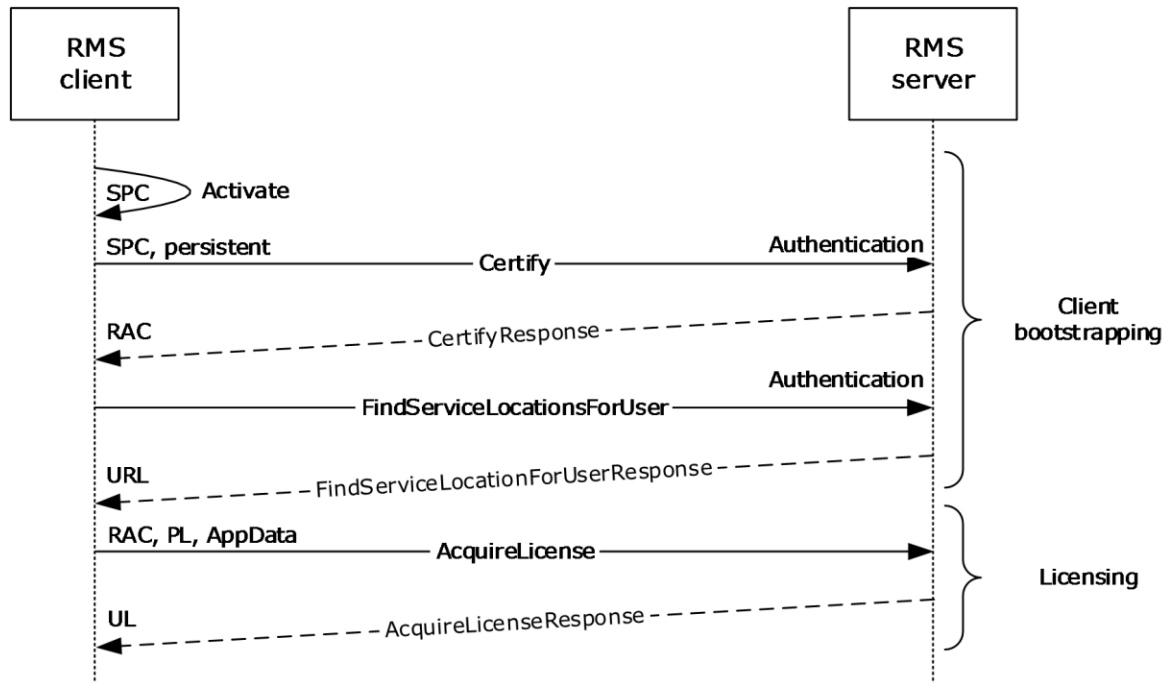 RMS
client
RMS
server
SPC
Activate
SPC, persistent
Certify
Authentication
RAC
CertifyResponse
Client
bootstrapping
Authentication
FindServiceLocationsForUser
URL
FindServiceLocationForUserResponse
RAC, PL, AppData
AcquireLicense
Licensing
UL
AcquireLicenseResponse